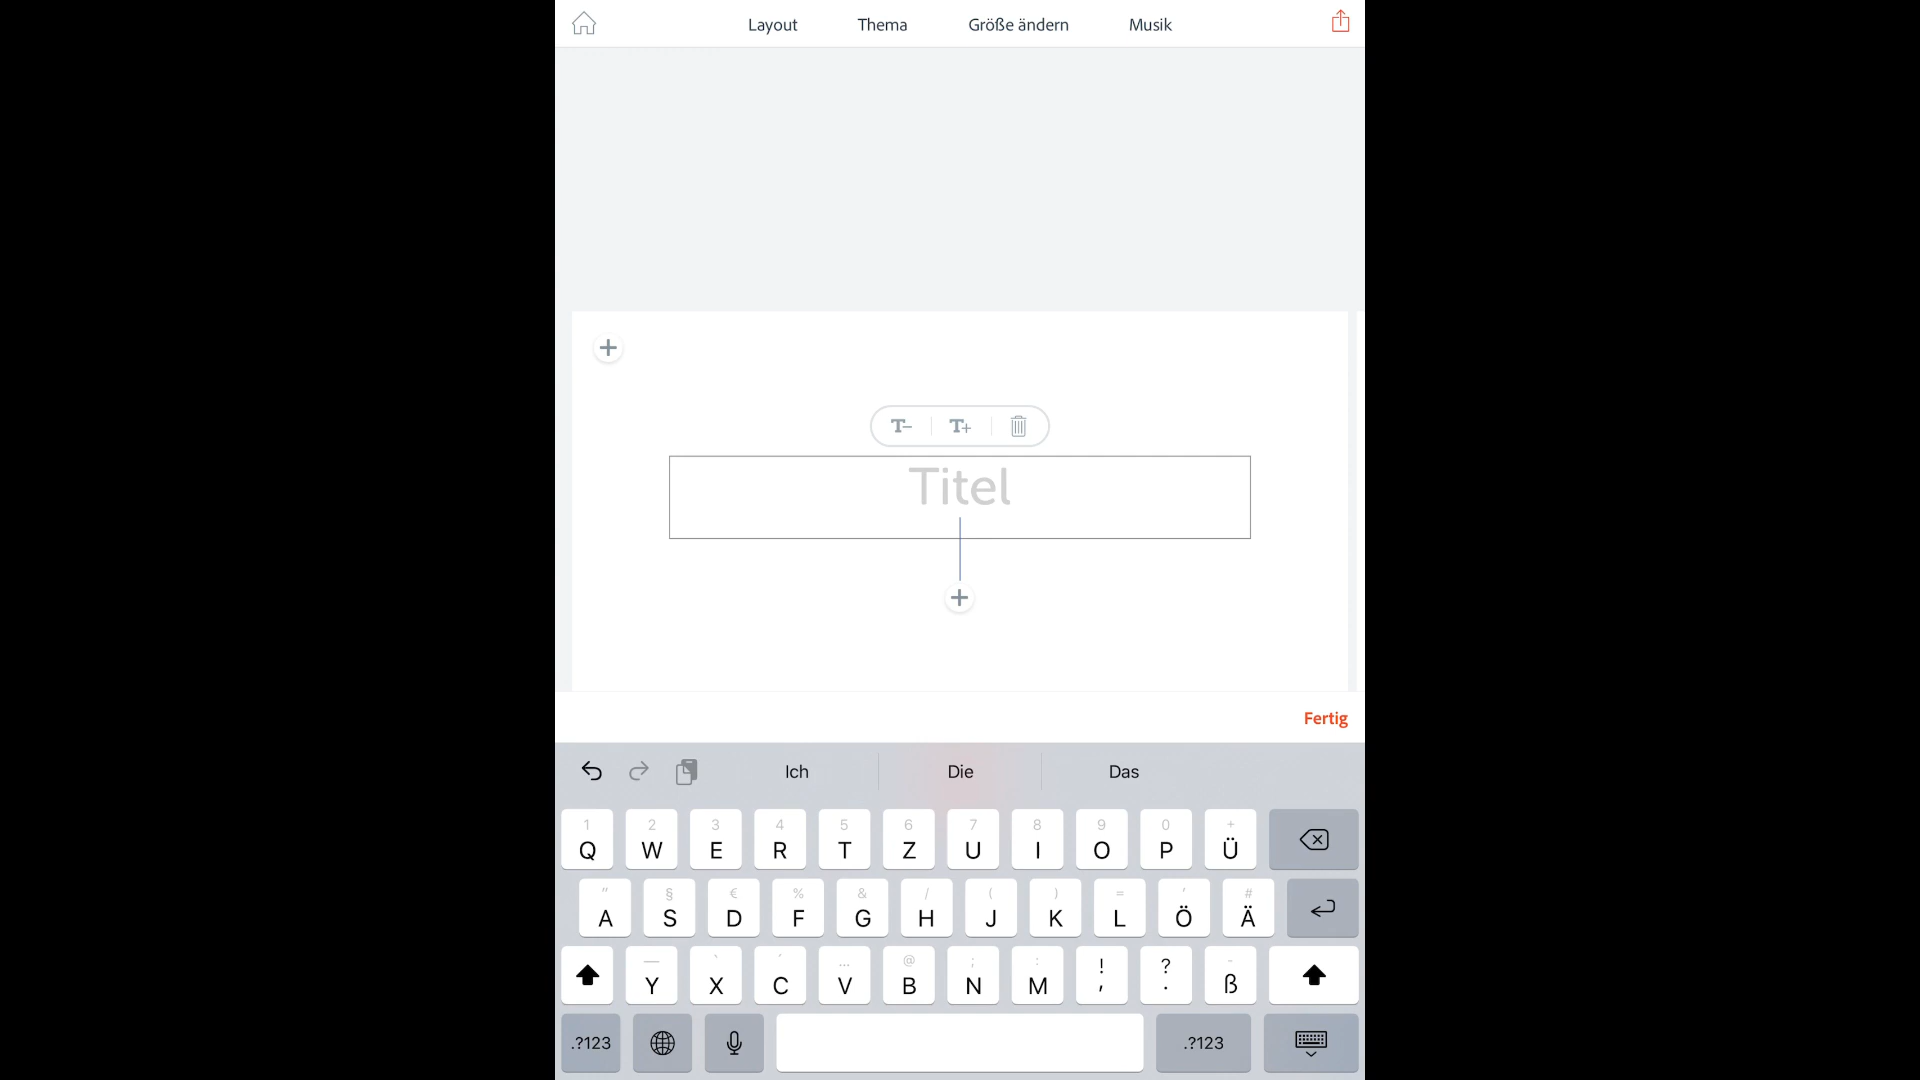 Layout Thema Größe ändern Musik
T- T+
Titel
Fertig
Ich Die Das
1 2 3 4 5 6 7 8 9 0 +
Q W E R T Z U I O P Ü
" § € % & / ( ) = ' #
A S D F G H J K L Ö Ä
— ` ´ ... @ ; : ! ? -
Y X C V B N M , . ß
.?123 .?123